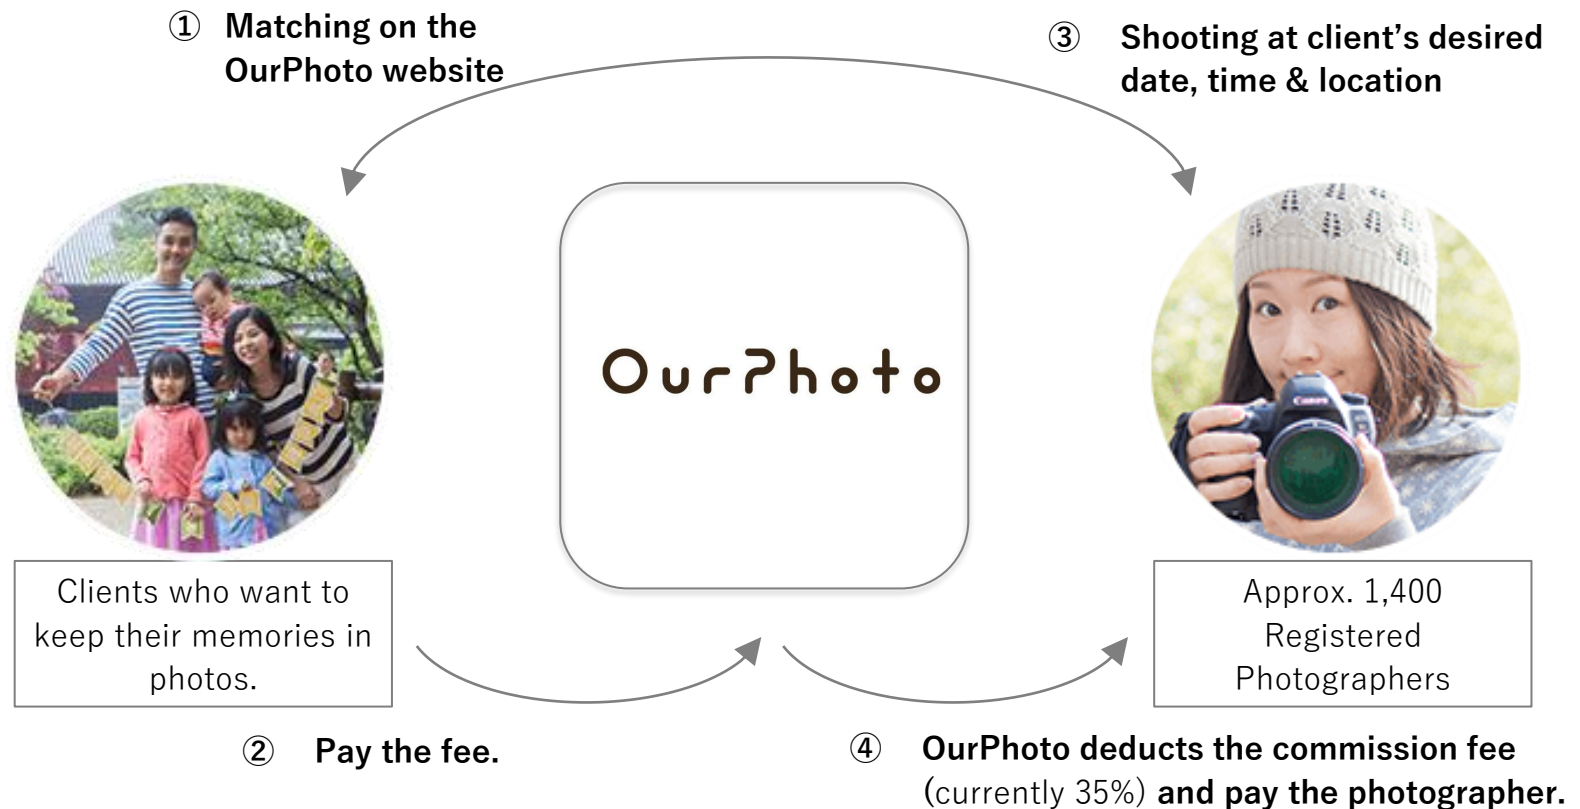 ① Matching on the
OurPhoto website
③ Shooting at client’s desired
date, time & location
OurPhoto
Canon
Clients who want to
keep their memories in
photos.
Approx. 1,400
Registered
Photographers
② Pay the fee.
④ OurPhoto deducts the commission fee
(currently 35%) and pay the photographer.